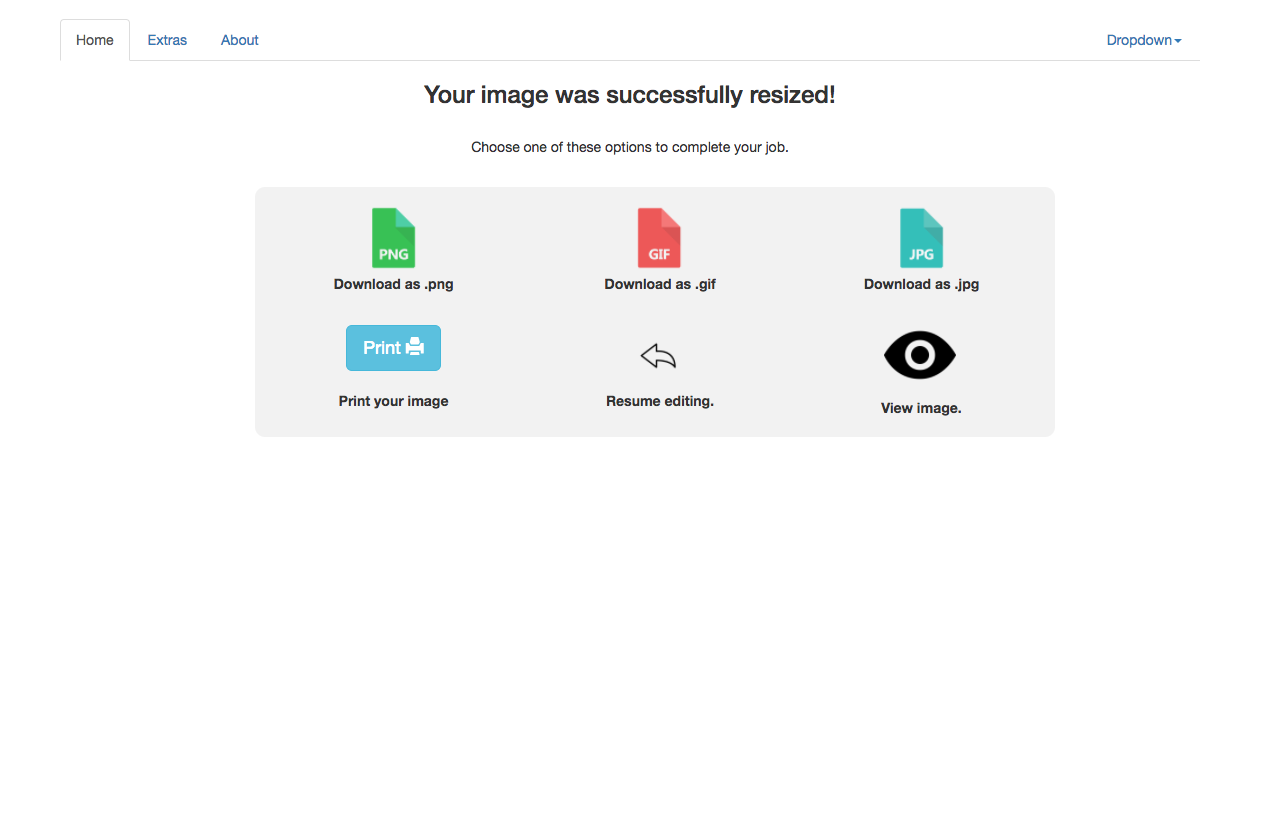 Home Extras About Dropdown
Your image was successfully resized!
Choose one of these options to complete your job.
PNG GIF JPG
Download as .png Download as .gif Download as .jpg
Print
Print your image Resume editing. View image.